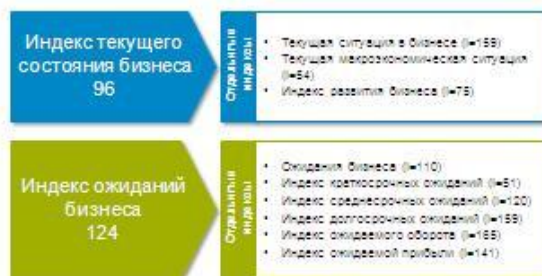 Индекс текущего
состояния бизнеса
96
Отдельные
индексы
• Текущая ситуация в бизнесе (I=159)
• Текущая макроэкономическая ситуация
(I=54)
• Индекс развития бизнеса (I=75)
Индекс ожиданий
бизнеса
124
Отдельные
индексы
• Ожидания бизнеса (I=110)
• Индекс краткосрочных ожиданий (I=51)
• Индекс среднесрочных ожиданий (I=120)
• Индекс долгосрочных ожиданий (I=159)
• Индекс ожидаемого оборота (I=165)
• Индекс ожидаемой прибыли (I=141)